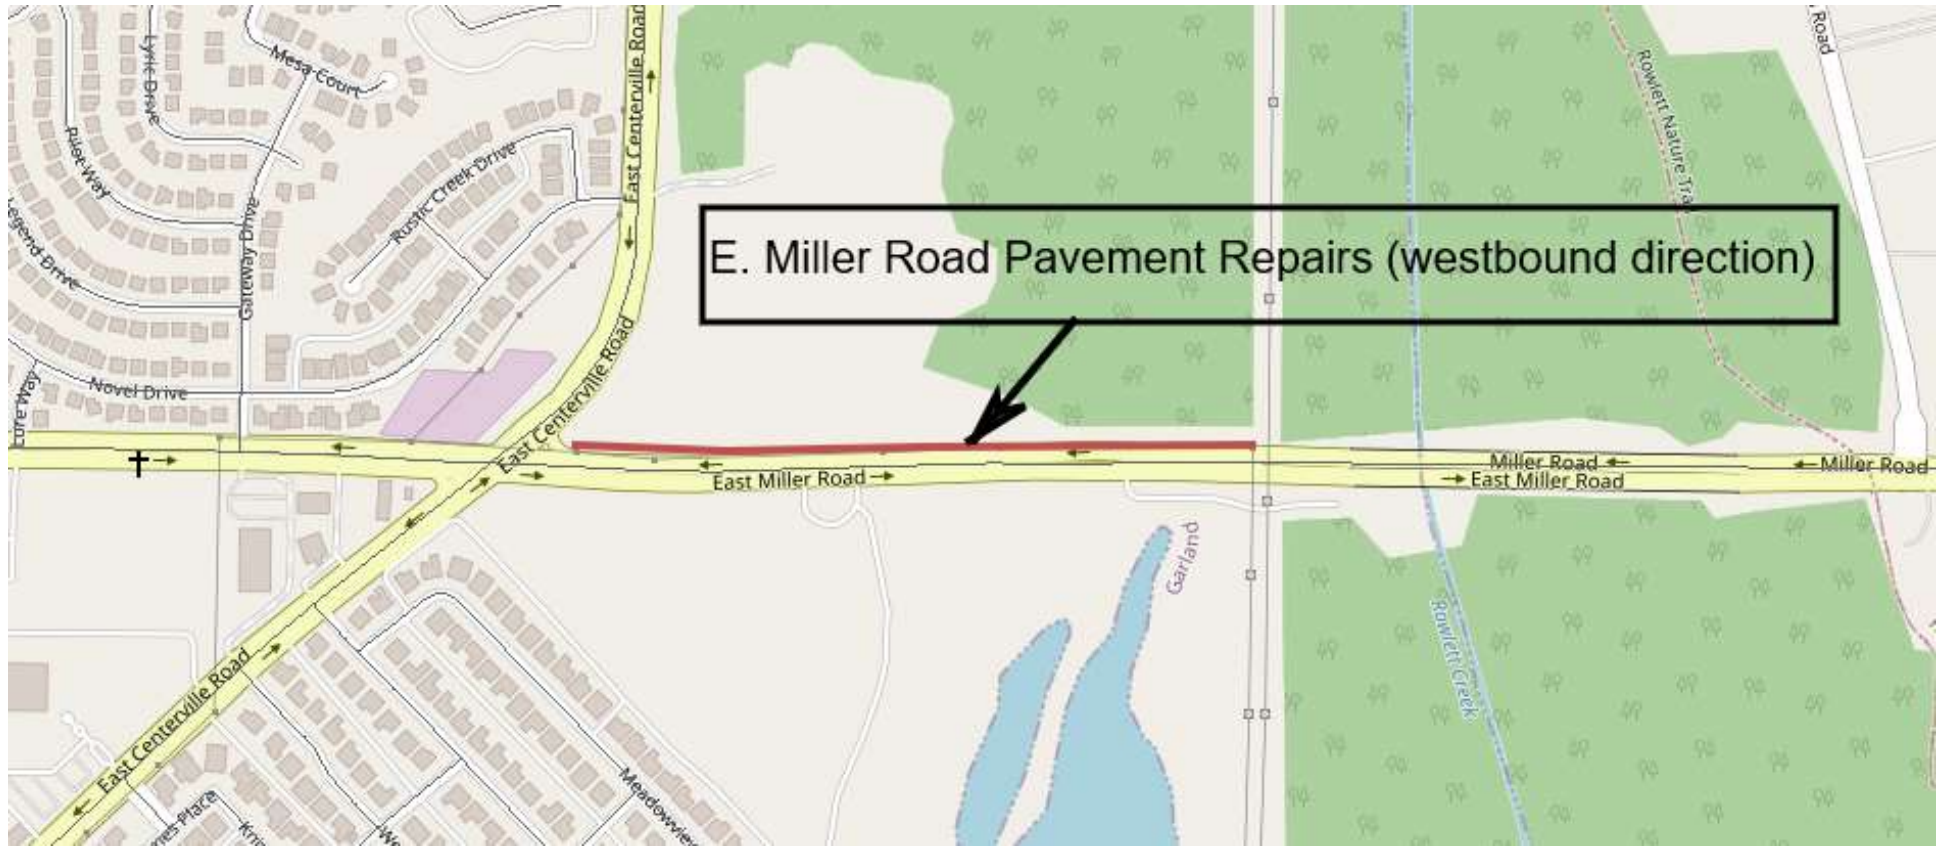 Lyric Drive
Mesa Court
East Centerville Road
Road
Pilot Way
Rowlett Nature Trail
Rustic Creek Drive
Legend Drive
Gateway Drive
E. Miller Road Pavement Repairs (westbound direction)
East Centerville Road
Novel Drive
Lure Way
Miller Road
Miller Road
East Miller Road
East Miller Road
Garland
Rowlett Creek
East Centerville Road
Meadowview